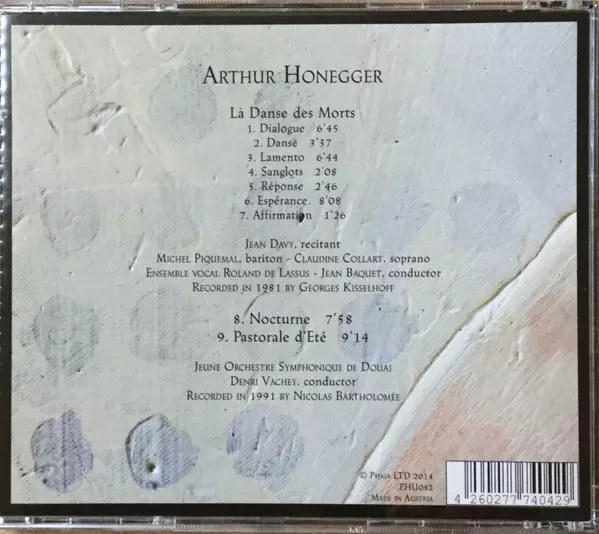 ARTHUR HONEGGER
Là Danse des Morts
1. Dialogue 6'45
2. Dansè 3'37
3. Lamento 6'44
4. Sanglots 2'08
5. Réponse 2'46
6. Espérance 8'08
7. Affirmation 1'26
JEAN DAVY, recitant
MICHEL PIQUEMAL, bariton - CLAUDINE COLLART, soprano
ENSEMBLE VOCAL ROLAND DE LASSUS - JEAN BAQUET, conductor
RECORDED IN 1981 BY GEORGES KISSELHOFF
8. Nocturne 7'58
9. Pastorale d'Eté 9'14
JEUNE ORCHESTRE SYMPHONIQUE DE DOUAI
DENRI VACHEY, conductor
RECORDED IN 1991 BY NICOLAS BARTHOLOMÉE
© PHAIA LTD 2014
PHU042
MADE IN AUSTRIA
4 260277 740429